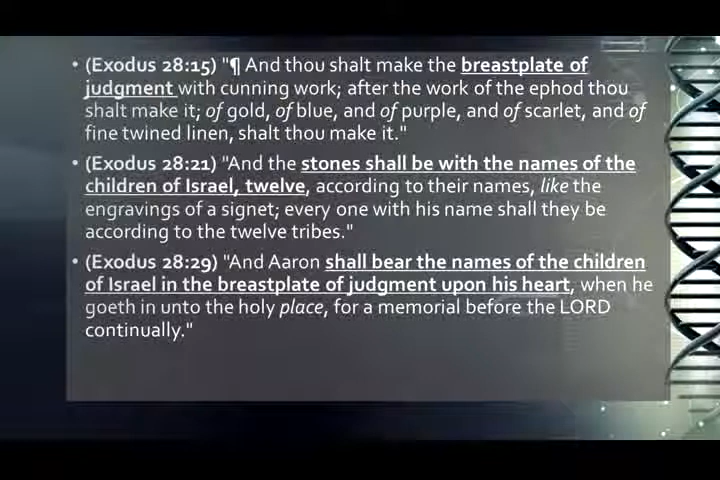 • (Exodus 28:15) "¶ And thou shalt make the breastplate of
judgment with cunning work; after the work of the ephod thou
shalt make it; of gold, of blue, and of purple, and of scarlet, and of
fine twined linen, shalt thou make it."
• (Exodus 28:21) "And the stones shall be with the names of the
children of Israel, twelve, according to their names, like the
engravings of a signet; every one with his name shall they be
according to the twelve tribes."
• (Exodus 28:29) "And Aaron shall bear the names of the children
of Israel in the breastplate of judgment upon his heart, when he
goeth in unto the holy place, for a memorial before the LORD
continually."